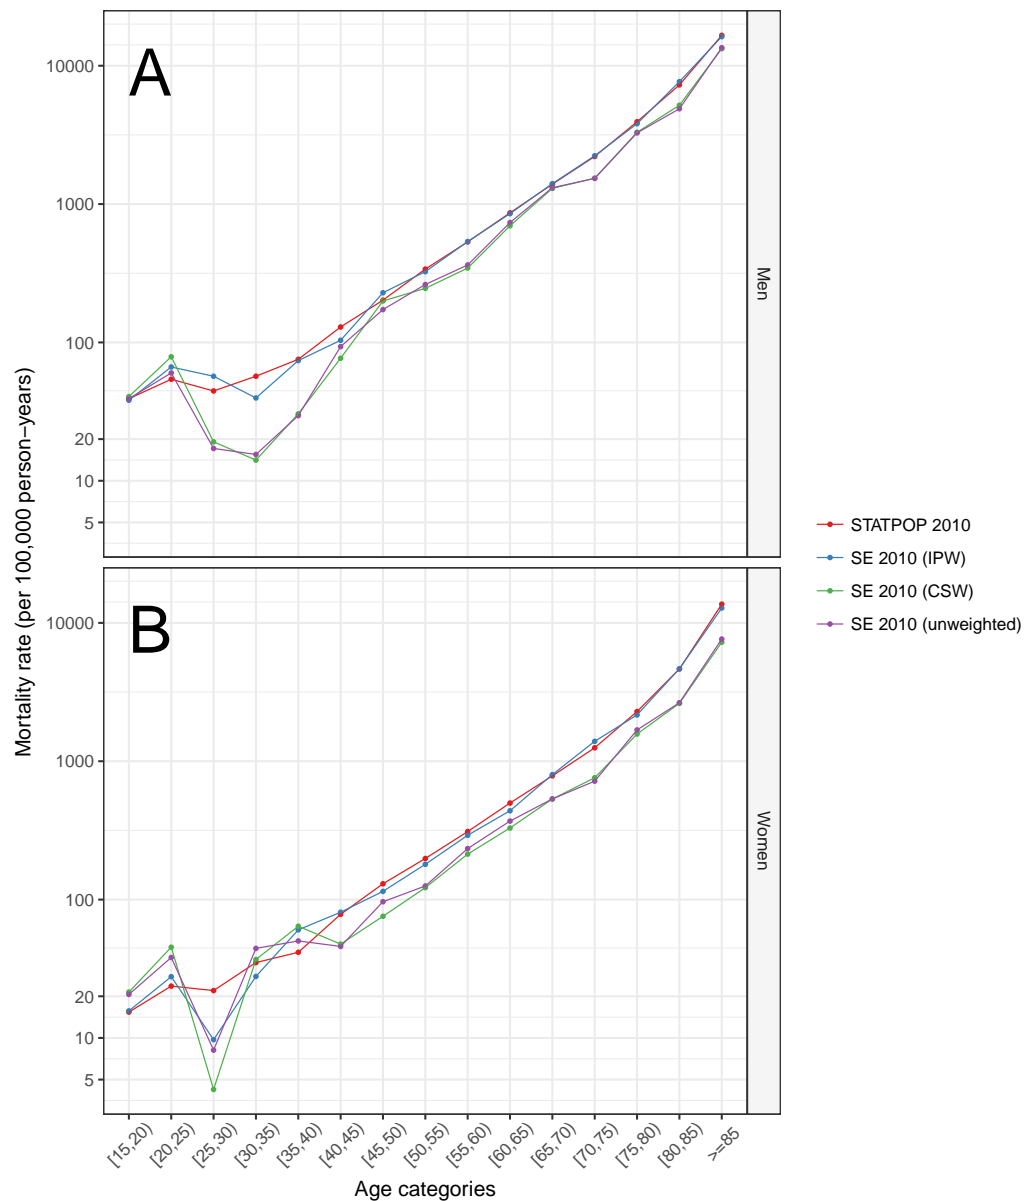 A
10000
1000
100
20
10
5
Men
B
10000
1000
100
20
10
5
Women
Mortality rate (per 100,000 person−years)
[15,20)
[20,25)
[25,30)
[30,35)
[35,40)
[40,45)
[45,50)
[50,55)
[55,60)
[60,65)
[65,70)
[70,75)
[75,80)
[80,85)
>=85
Age categories
STATPOP 2010
SE 2010 (IPW)
SE 2010 (CSW)
SE 2010 (unweighted)